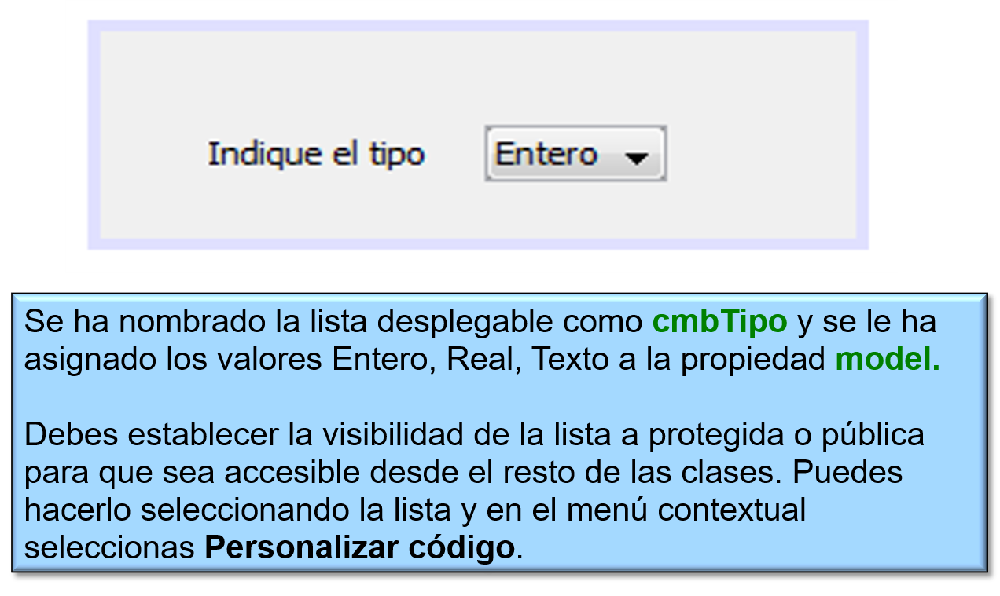 Indique el tipo Entero
Se ha nombrado la lista desplegable como cmbTipo y se le ha
asignado los valores Entero, Real, Texto a la propiedad model.
Debes establecer la visibilidad de la lista a protegida o pública
para que sea accesible desde el resto de las clases. Puedes
hacerlo seleccionando la lista y en el menú contextual
seleccionas Personalizar código.